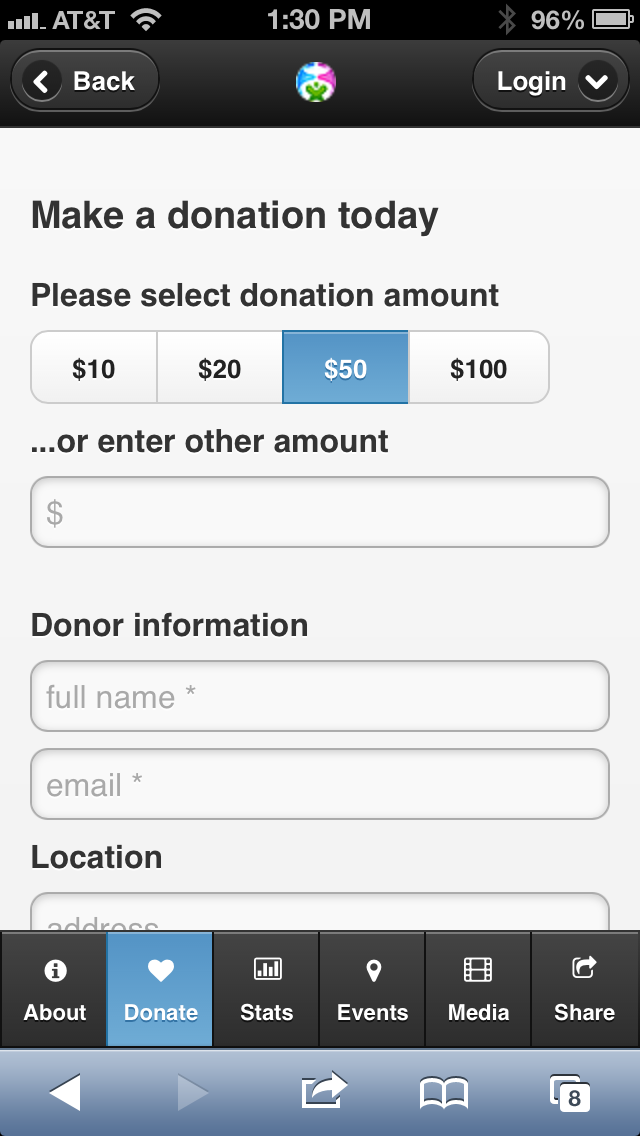 AT&T 1:30 PM 96%
Back Login
Make a donation today
Please select donation amount
$10 $20 $50 $100
...or enter other amount
$
Donor information
full name *
email *
Location
address
About Donate Stats Events Media Share
8